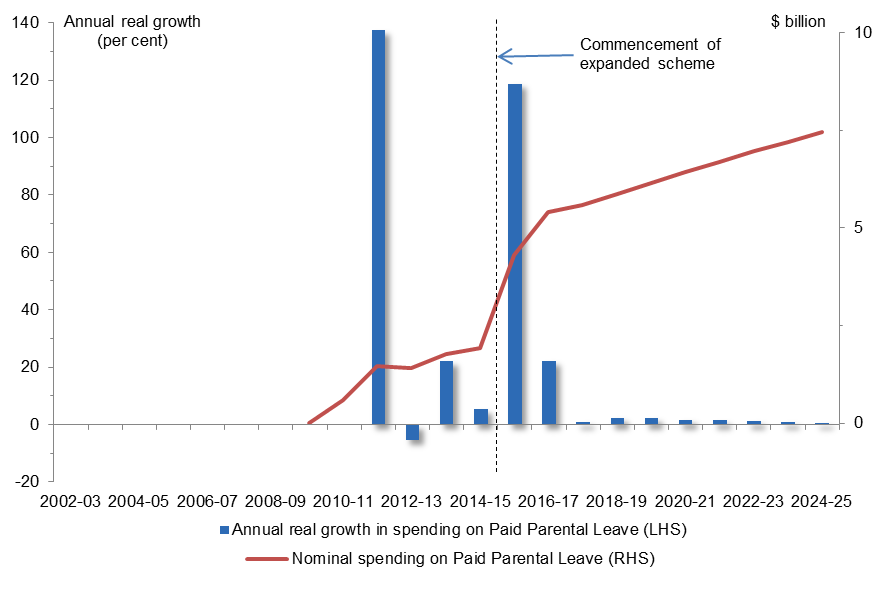 Annual real growth
(per cent)
$ billion
Commencement of
expanded scheme
140
120
100
80
60
40
20
0
-20
10
5
0
2002-03 2004-05 2006-07 2008-09 2010-11 2012-13 2014-15 2016-17 2018-19 2020-21 2022-23 2024-25
Annual real growth in spending on Paid Parental Leave (LHS)
Nominal spending on Paid Parental Leave (RHS)